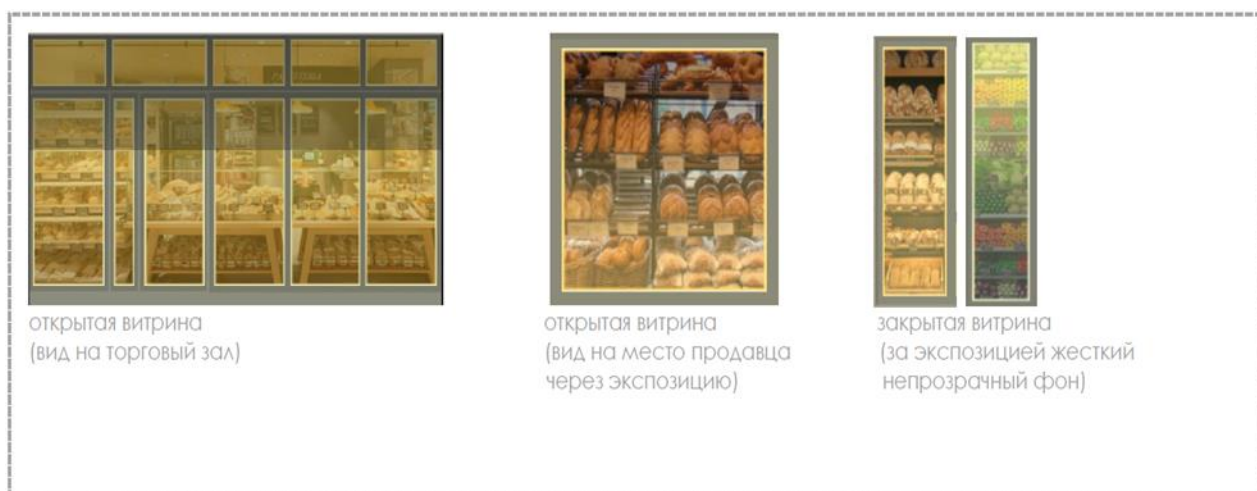 открытая витрина
(вид на торговый зал)
открытая витрина
(вид на место продавца
через экспозицию)
закрытая витрина
(за экспозицией жесткий
непрозрачный фон)